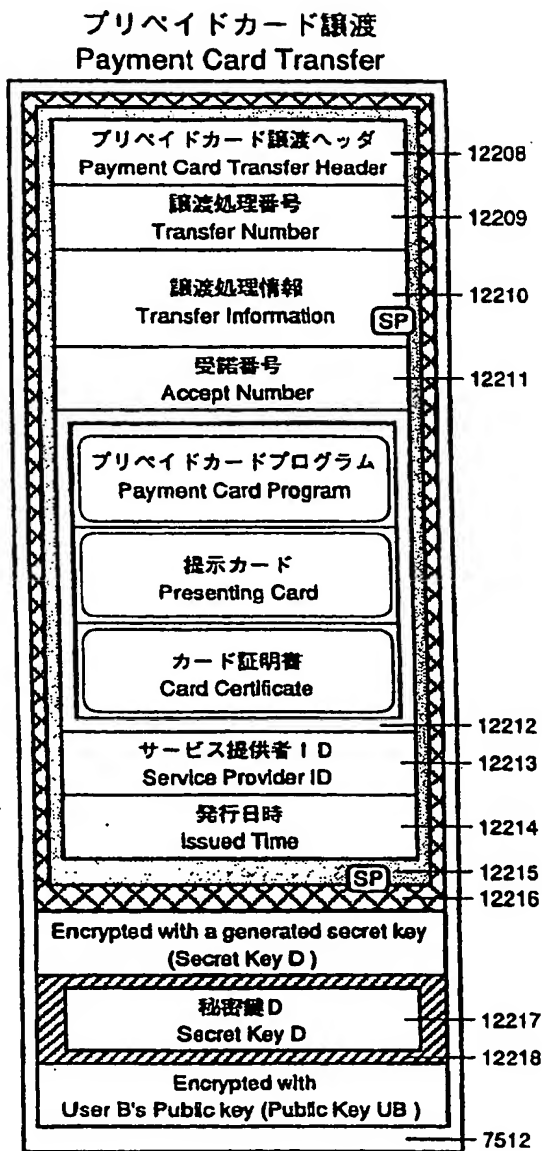 プリペイドカード譲渡
Payment Card Transfer
プリペイドカード譲渡ヘッダ
Payment Card Transfer Header
12208
譲渡処理番号
Transfer Number
12209
譲渡処理情報
Transfer Information
SP
12210
受諾番号
Accept Number
12211
プリペイドカードプログラム
Payment Card Program
提示カード
Presenting Card
カード証明書
Card Certificate
12212
サービス提供者ID
Service Provider ID
12213
発行日時
Issued Time
12214
SP
12215
12216
Encrypted with a generated secret key
(Secret Key D )
秘密鍵D
Secret Key D
12217
12218
Encrypted with
User B's Public key (Public Key UB )
7512